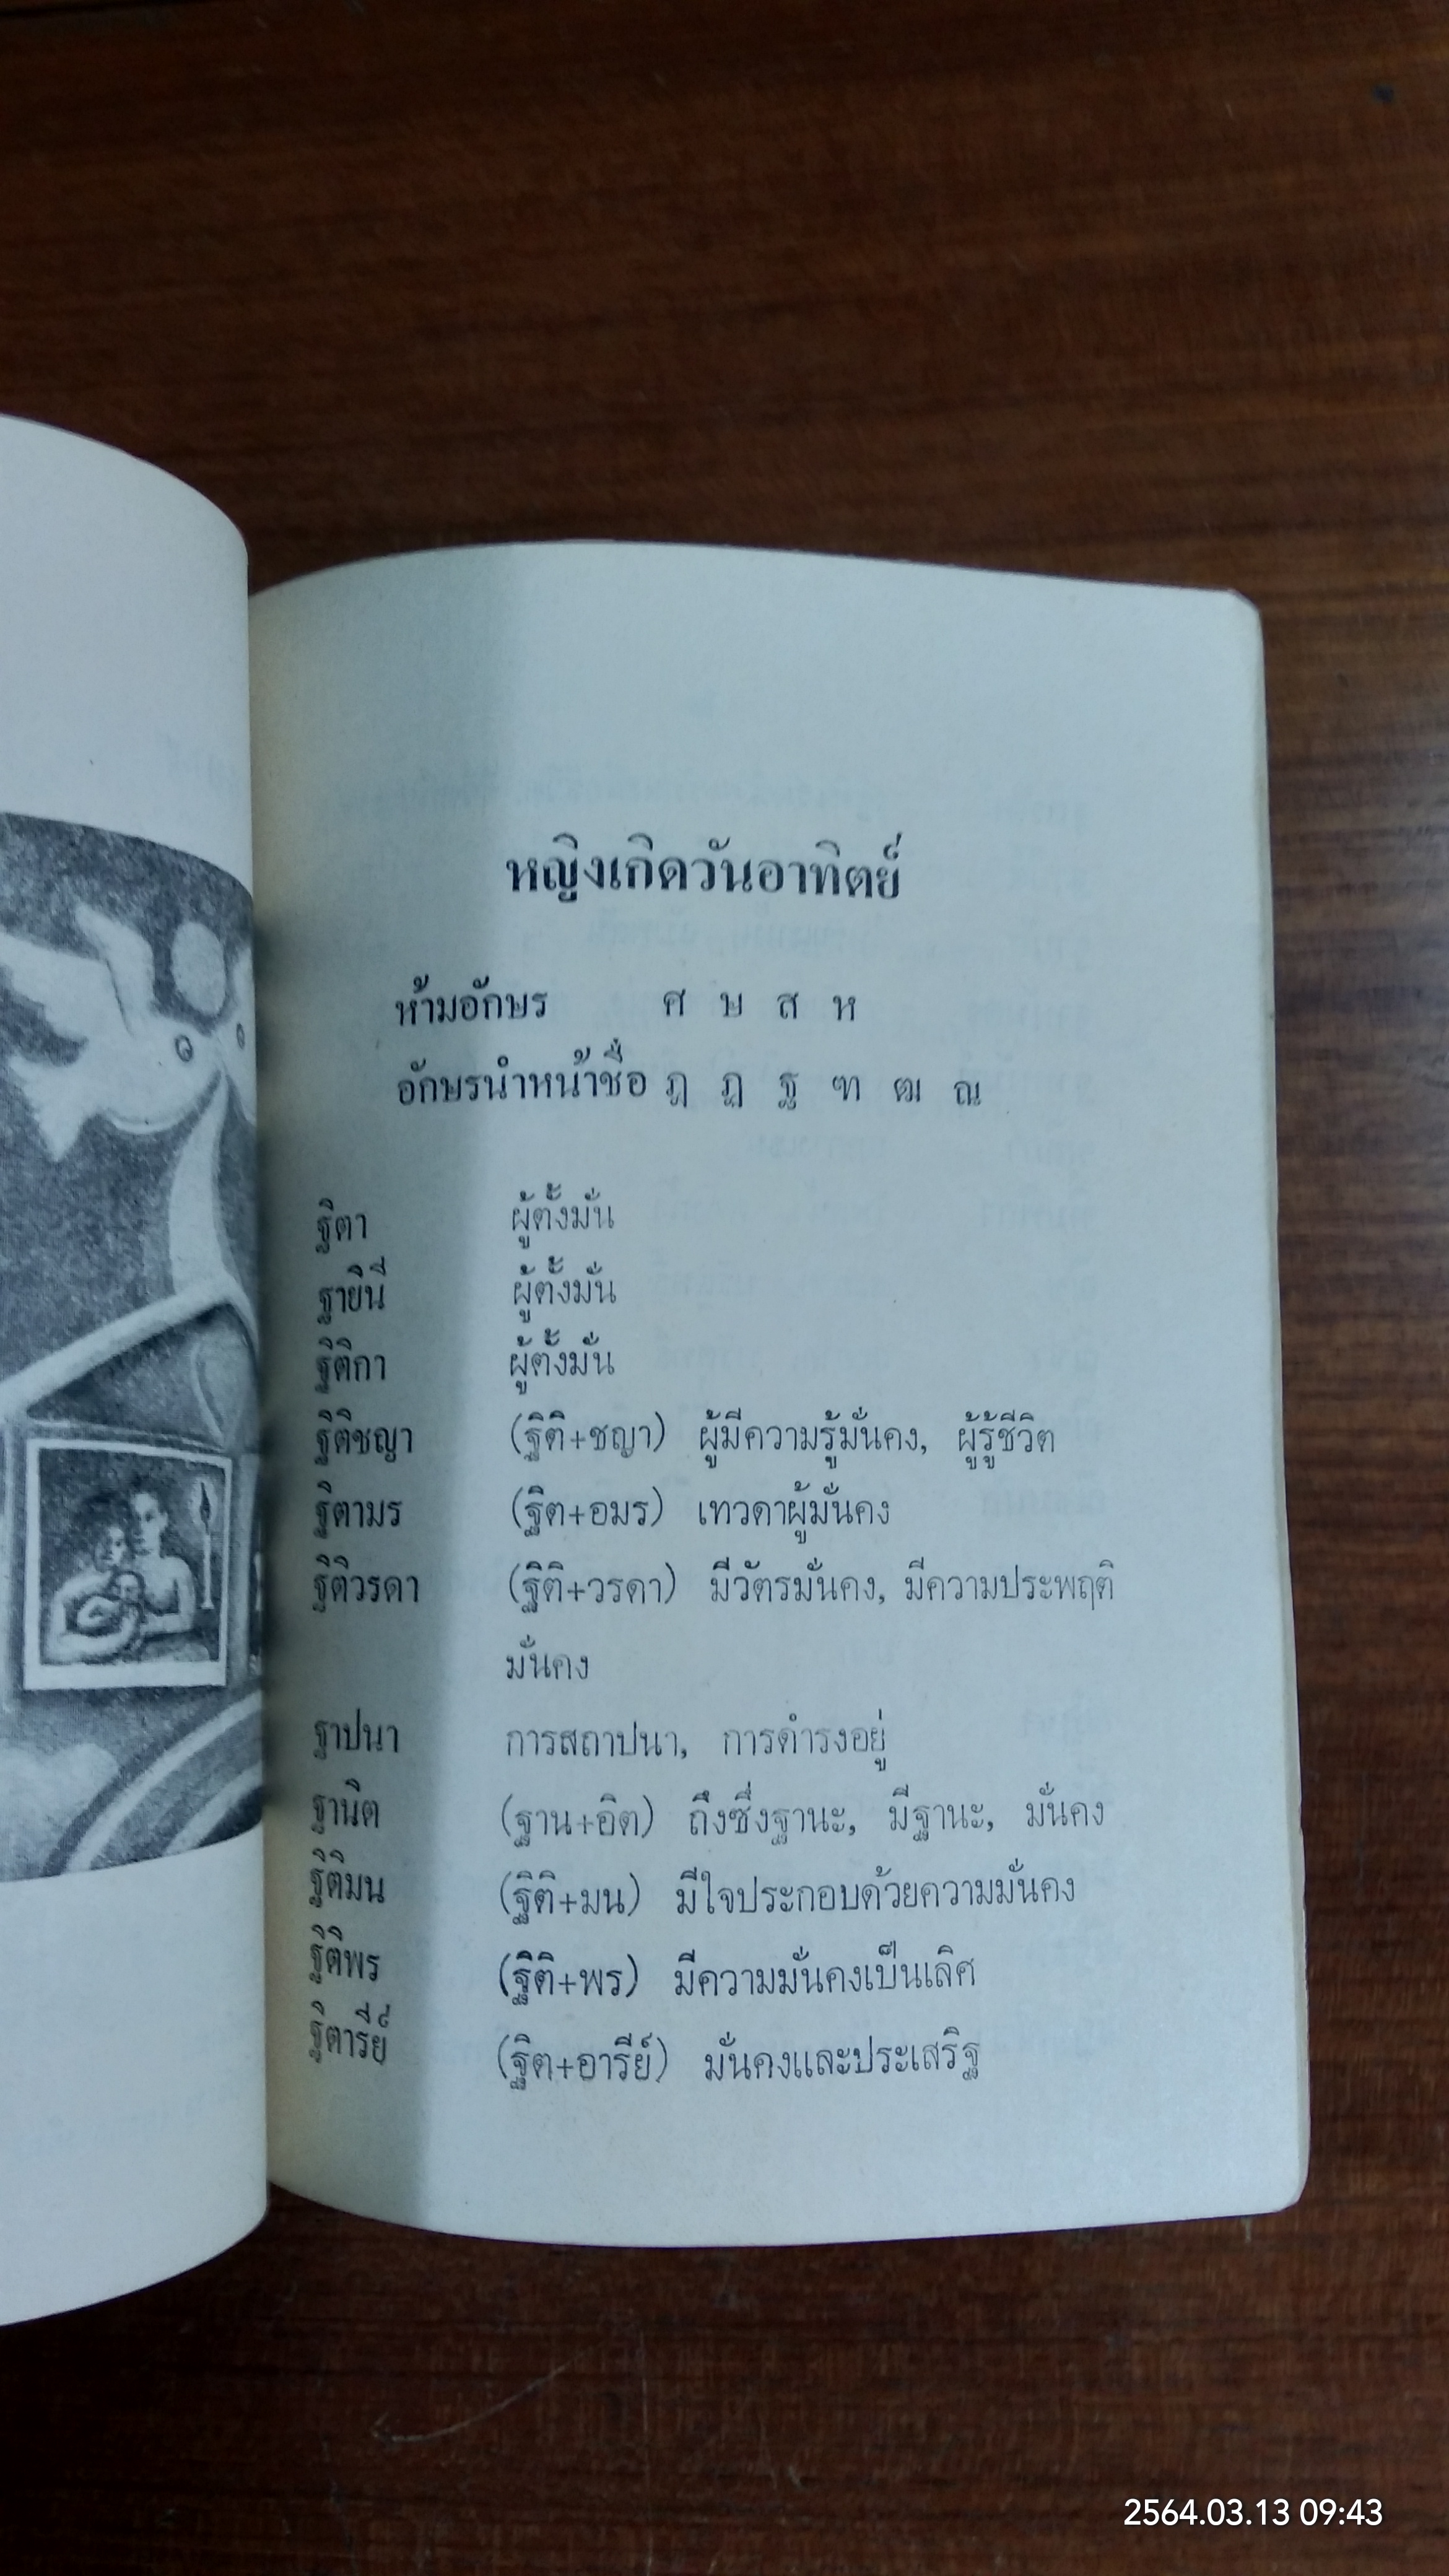 หญิงเกิดวันอาทิตย์
ห้ามอักษร ศ ษ ส ห
อักษรนำหน้าชื่อ ฎ ฏ ฐ ฑ ฒ ณ
ฐิตา ผู้ตั้งมั่น
ฐายินี ผู้ตั้งมั่น
ฐิติกา ผู้ตั้งมั่น
ฐิติชญา (ฐิติ+ชญา) ผู้มีความรู้มั่นคง, ผู้รู้ชีวิต
ฐิตามร (ฐิต+อมร) เทวดาผู้มั่นคง
ฐิติวรดา (ฐิติ+วรดา) มีวัตรมั่นคง, มีความประพฤติ
มั่นคง
ฐาปนา การสถาปนา, การดำรงอยู่
ฐานิต (ฐาน+อิต) ถึงซึ่งฐานะ, มีฐานะ, มั่นคง
ฐิติมน (ฐิติ+มน) มีใจประกอบด้วยความมั่นคง
ฐิติพร (ฐิติ+พร) มีความมั่นคงเป็นเลิศ
ฐิตารีย์ (ฐิต+อารีย์) มั่นคงและประเสริฐ
2564.03.13 09:43